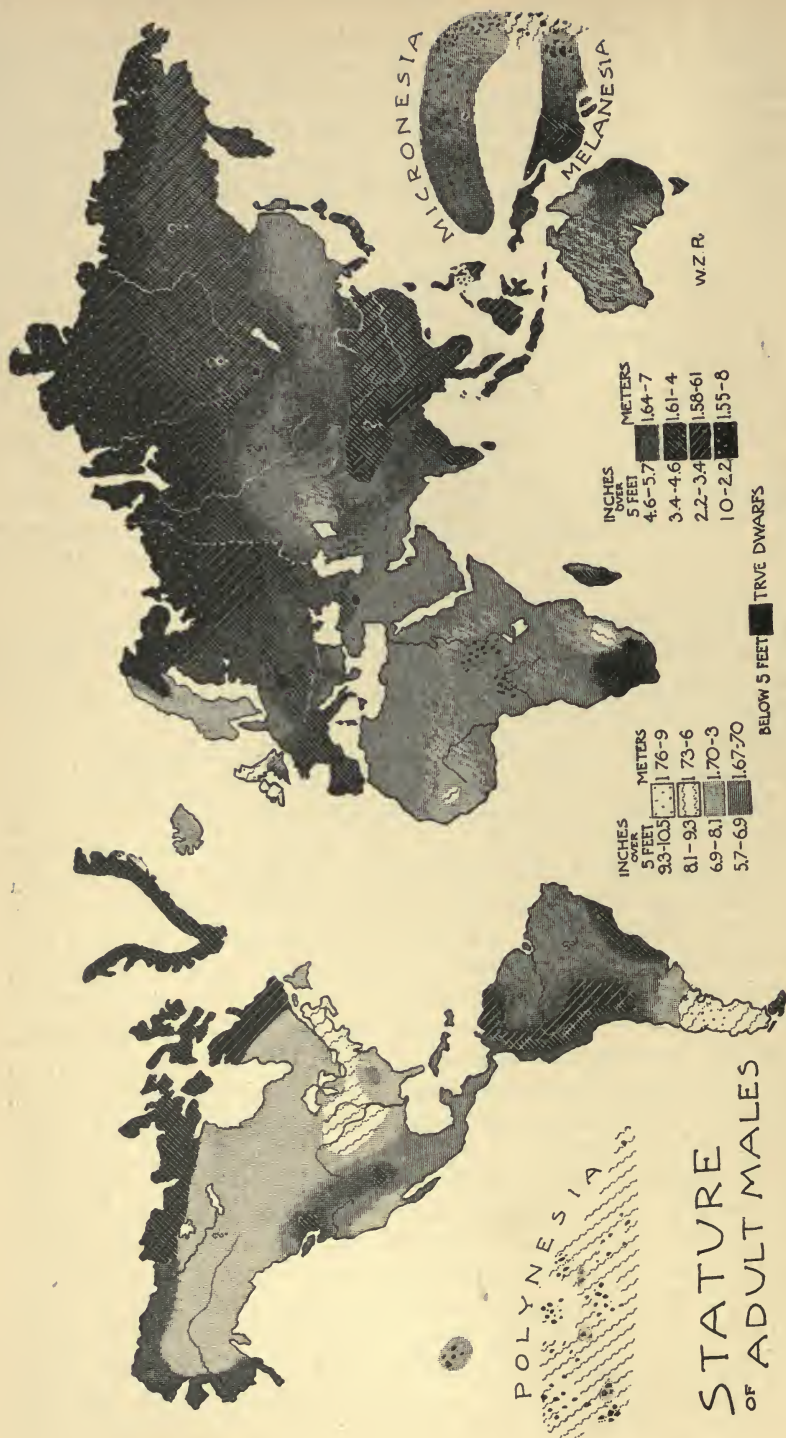 POLYNESIA
MICRONESIA
MELANESIA
W.Z.R.
STATURE
OF ADULT MALES
INCHES OVER 5 FEET METERS
9.3-10.5 1.76-9
8.1-9.3 1.73-6
6.9-8.1 1.70-3
5.7-6.9 1.67-70
INCHES OVER 5 FEET METERS
4.6-5.7 1.64-7
3.4-4.6 1.61-4
2.2-3.4 1.58-61
1.0-2.2 1.55-8
BELOW 5 FEET TRVE DWARFS